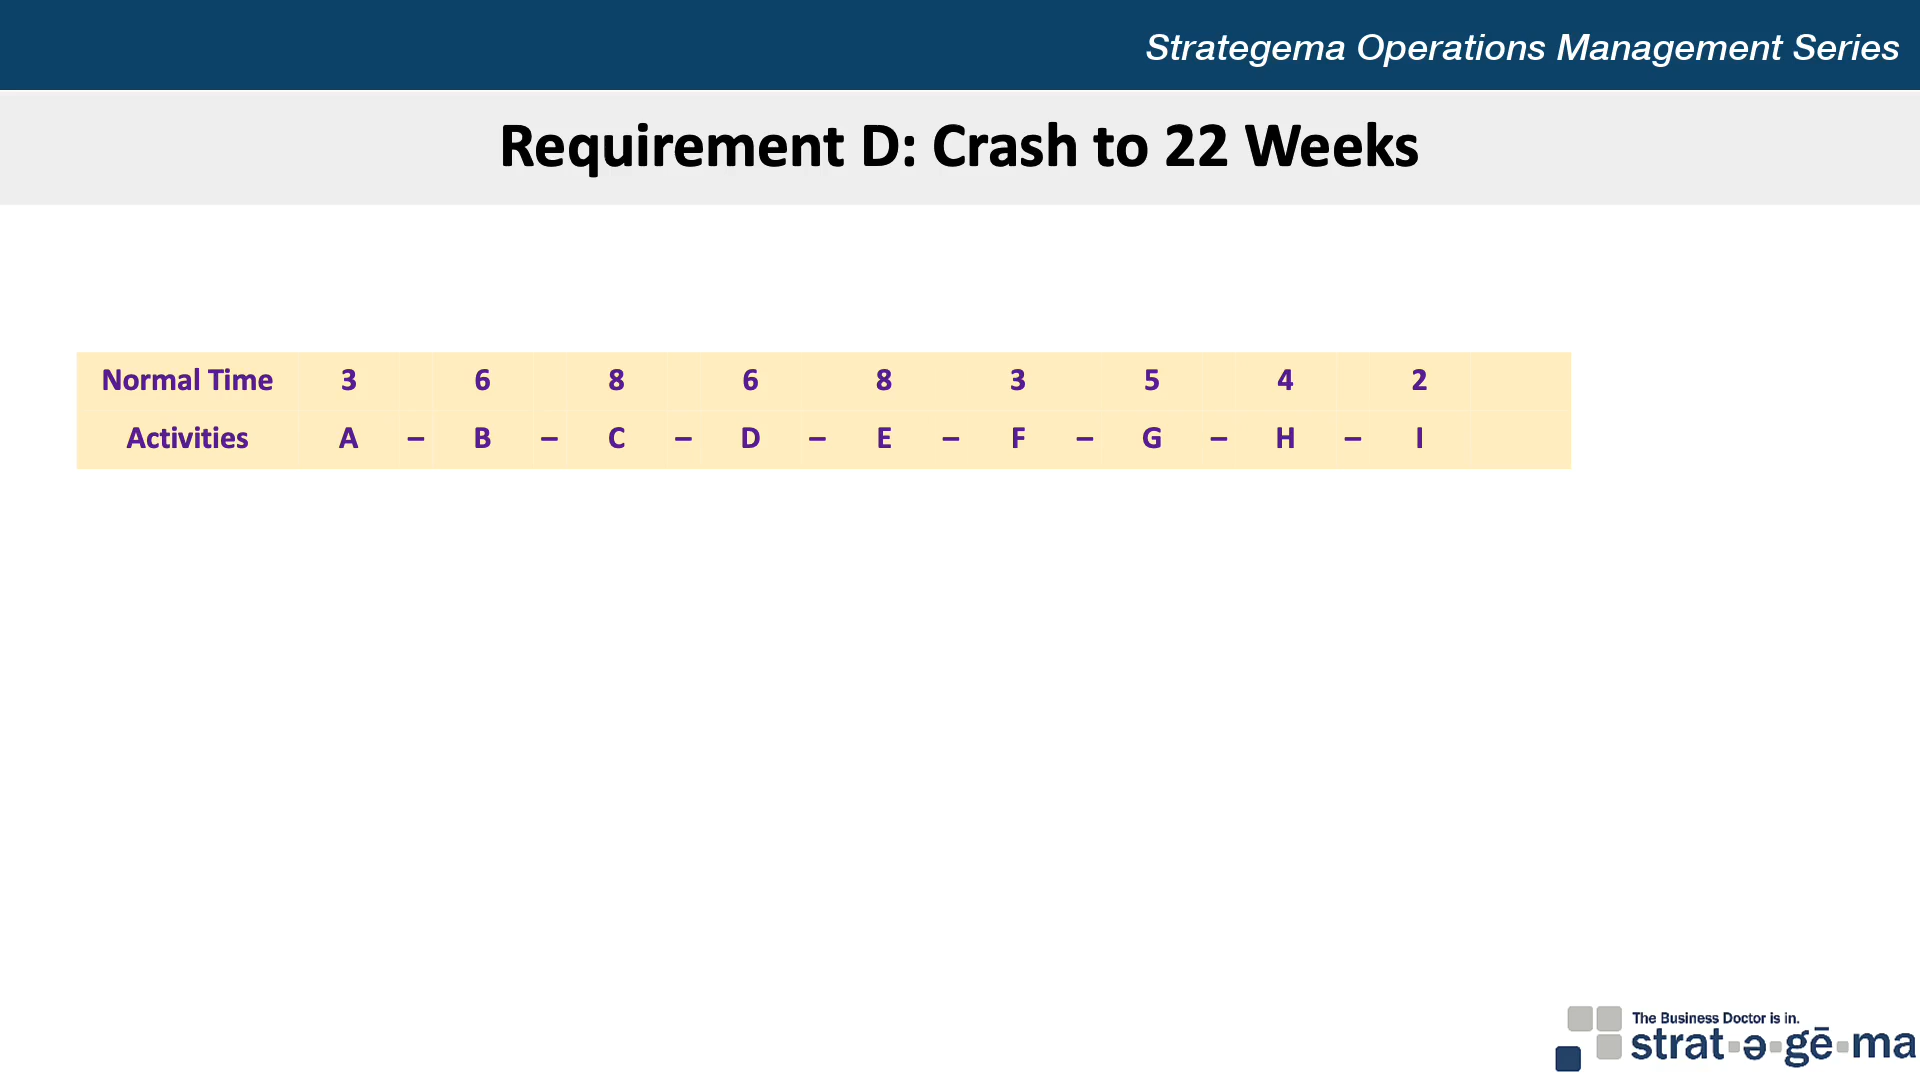 Strategema Operations Management Series
Requirement D: Crash to 22 Weeks
Normal Time 3 6 8 6 8 3 5 4 2
Activities A – B – C – D – E – F – G – H – I
The Business Doctor is in.
strat▪ə▪gē▪ma